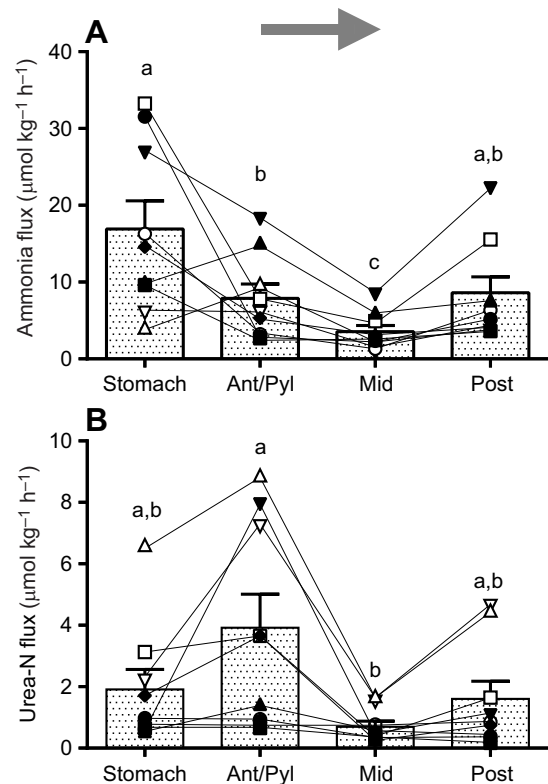 A
Ammonia flux (μmol kg⁻¹ h⁻¹)
40
30
20
10
0
a
b
c
a,b
Stomach Ant/Pyl Mid Post
B
Urea-N flux (μmol kg⁻¹ h⁻¹)
10
8
6
4
2
0
a,b
a
b
a,b
Stomach Ant/Pyl Mid Post